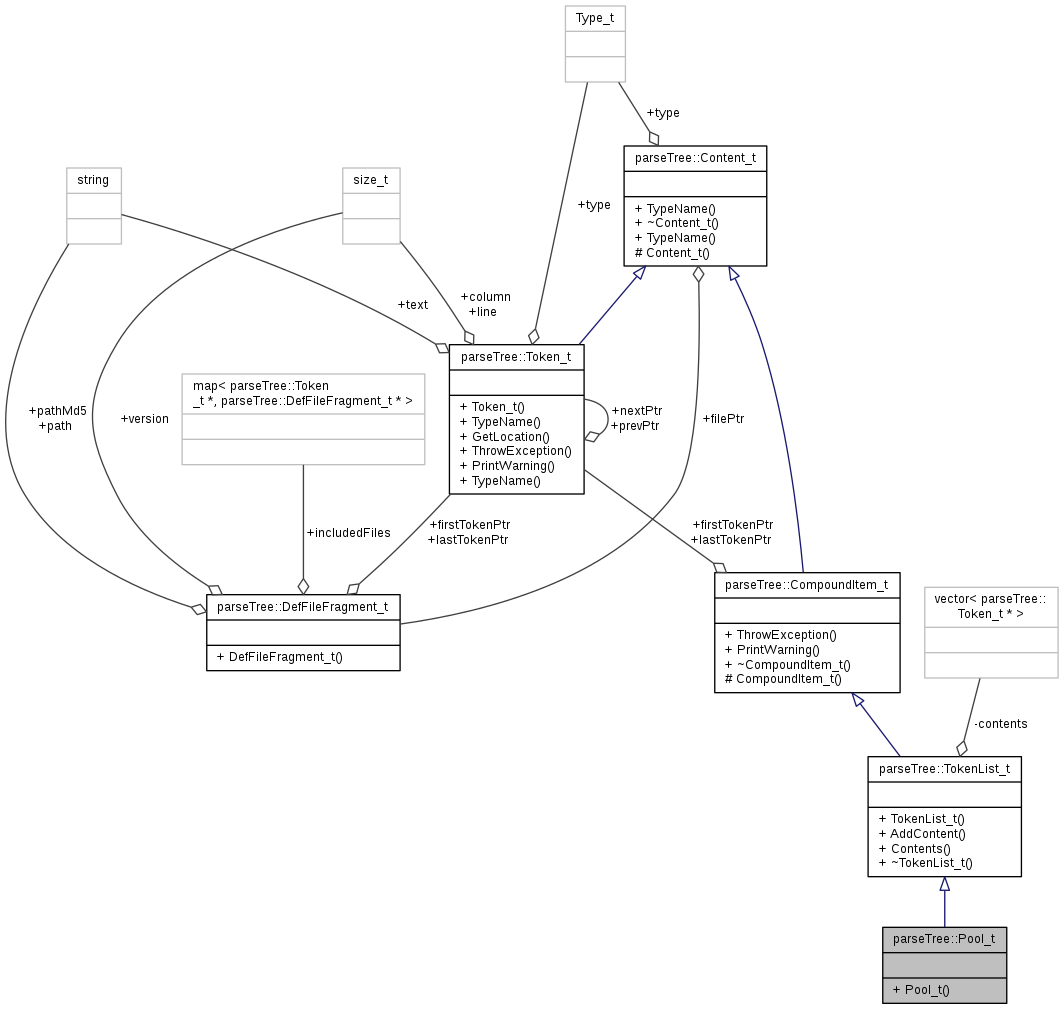 Type_t
+type
parseTree::Content_t
+ TypeName()
+ ~Content_t()
+ TypeName()
# Content_t()
string
size_t
+type
+text
+column
+line
parseTree::Token_t
+ Token_t()
+ TypeName()
+ GetLocation()
+ ThrowException()
+ PrintWarning()
+ TypeName()
map< parseTree::Token
_t *, parseTree::DefFileFragment_t * >
+pathMd5
+path
+version
+nextPtr
+prevPtr
+filePtr
+includedFiles
+firstTokenPtr
+lastTokenPtr
+firstTokenPtr
+lastTokenPtr
parseTree::DefFileFragment_t
+ DefFileFragment_t()
parseTree::CompoundItem_t
+ ThrowException()
+ PrintWarning()
+ ~CompoundItem_t()
# CompoundItem_t()
vector< parseTree::
Token_t * >
-contents
parseTree::TokenList_t
+ TokenList_t()
+ AddContent()
+ Contents()
+ ~TokenList_t()
parseTree::Pool_t
+ Pool_t()